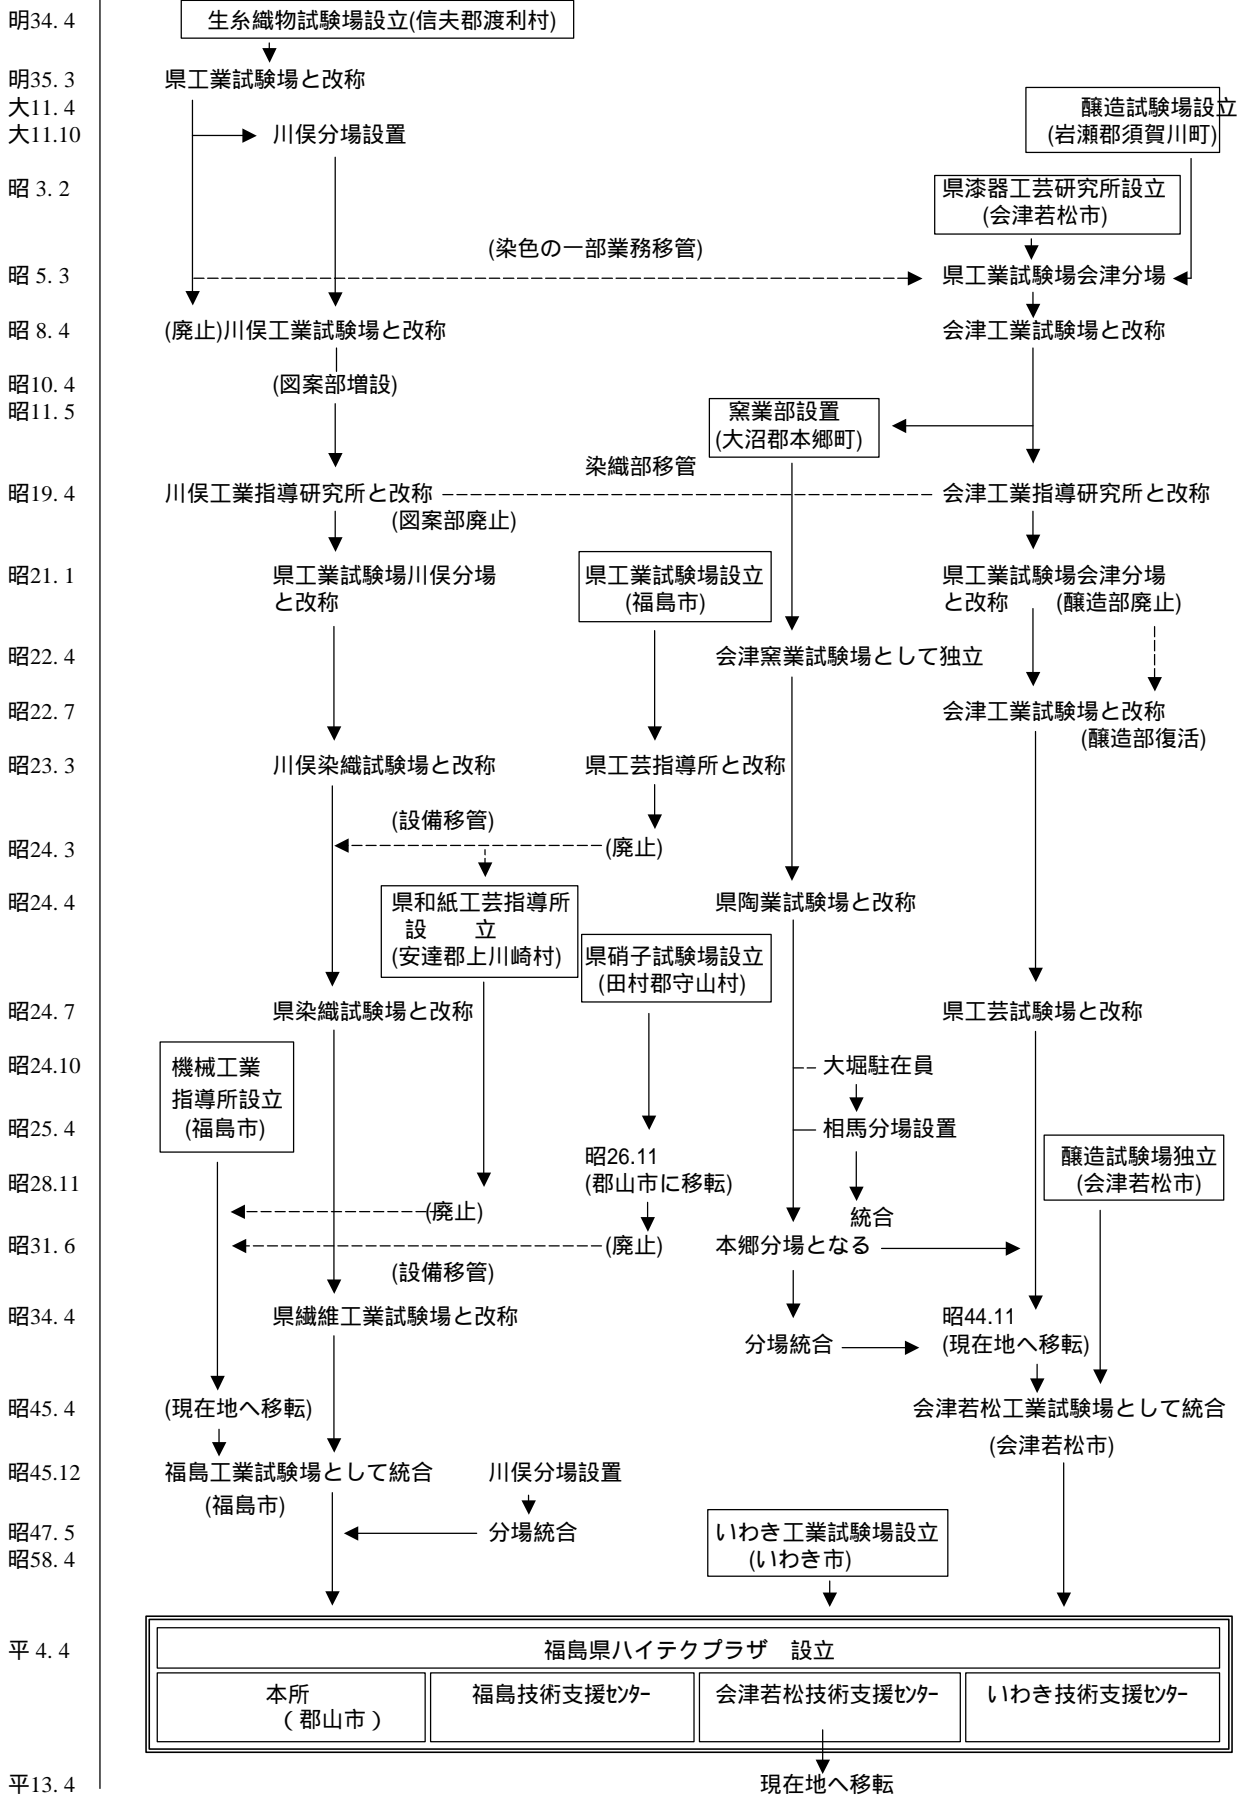 明34. 4
生糸織物試験場設立(信夫郡渡利村)
明35. 3
県工業試験場と改称
大11. 4
醸造試験場設立
(岩瀬郡須賀川町)
大11.10
川俣分場設置
昭 3. 2
県漆器工芸研究所設立
(会津若松市)
(染色の一部業務移管)
昭 5. 3
県工業試験場会津分場
昭 8. 4
(廃止)川俣工業試験場と改称
会津工業試験場と改称
昭10. 4
(図案部増設)
昭11. 5
窯業部設置
(大沼郡本郷町)
染織部移管
昭19. 4
川俣工業指導研究所と改称
会津工業指導研究所と改称
(図案部廃止)
昭21. 1
県工業試験場川俣分場
と改称
県工業試験場設立
(福島市)
県工業試験場会津分場
と改称 (醸造部廃止)
昭22. 4
会津窯業試験場として独立
昭22. 7
会津工業試験場と改称
(醸造部復活)
昭23. 3
川俣染織試験場と改称
県工芸指導所と改称
(設備移管)
昭24. 3
(廃止)
昭24. 4
県和紙工芸指導所
設 立
(安達郡上川崎村)
県陶業試験場と改称
県硝子試験場設立
(田村郡守山村)
昭24. 7
県染織試験場と改称
県工芸試験場と改称
昭24.10
機械工業
指導所設立
(福島市)
大堀駐在員
昭25. 4
相馬分場設置
昭26.11
(郡山市に移転)
醸造試験場独立
(会津若松市)
昭28.11
(廃止)
統合
昭31. 6
(廃止)
本郷分場となる
(設備移管)
昭34. 4
県繊維工業試験場と改称
昭44.11
(現在地へ移転)
分場統合
昭45. 4
(現在地へ移転)
会津若松工業試験場として統合
(会津若松市)
昭45.12
福島工業試験場として統合
(福島市)
川俣分場設置
昭47. 5
分場統合
いわき工業試験場設立
(いわき市)
昭58. 4
平 4. 4
福島県ハイテクプラザ 設立
本所
(郡山市)
福島技術支援ｾﾝﾀｰ
会津若松技術支援ｾﾝﾀｰ
いわき技術支援ｾﾝﾀｰ
平13. 4
現在地へ移転